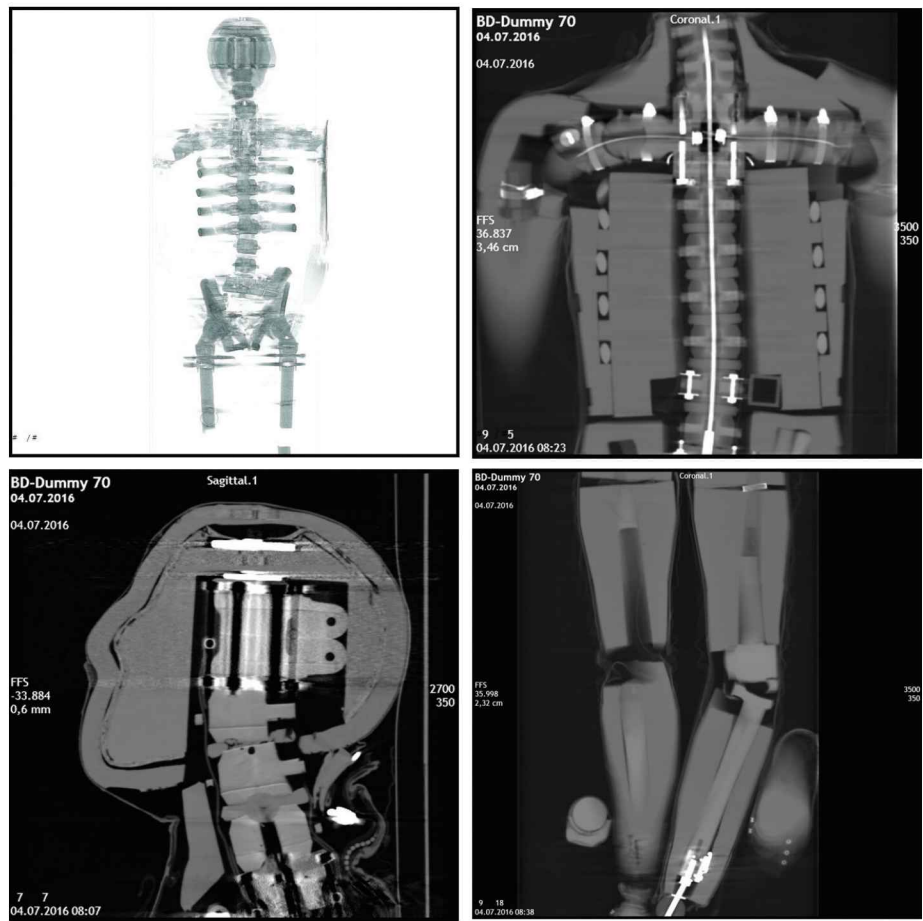 # /#
BD-Dummy 70
04.07.2016
04.07.2016
Coronal.1
FFS
36.837
3,46 cm
3500
350
9 5
04.07.2016 08:23
BD-Dummy 70
04.07.2016
04.07.2016
Sagittal.1
FFS
-33.884
0,6 mm
2700
350
7 7
04.07.2016 08:07
BD-Dummy 70
04.07.2016
04.07.2016
Coronal.1
FFS
35.998
2,32 cm
3500
350
9 18
04.07.2016 08:38